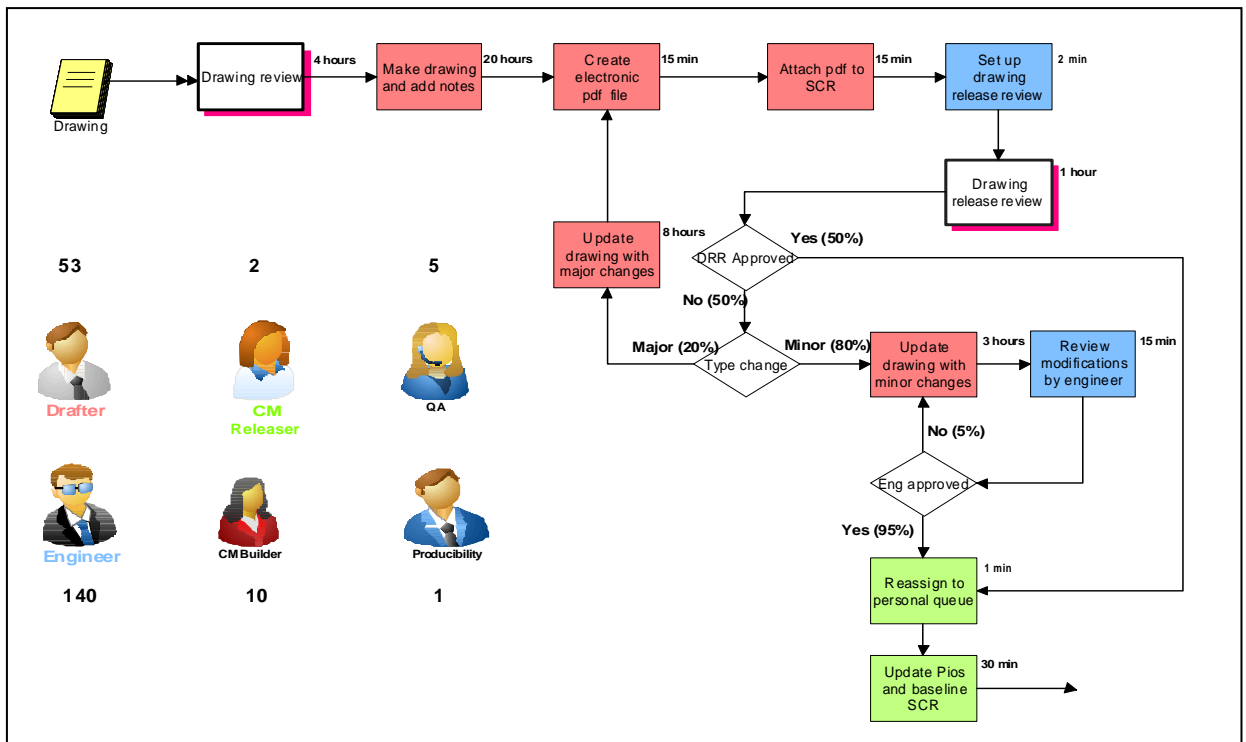 Drawing
Drawing review
4 hours
Make drawing
and add notes
20 hours
Create
electronic
pdf file
15 min
Attach pdf to
SCR
15 min
Set up
drawing
release review
2 min
Drawing
release review
1 hour
DRR Approved
Yes (50%)
No (50%)
Update
drawing with
major changes
8 hours
Type change
Major (20%)
Minor (80%)
Update
drawing with
minor changes
3 hours
Review
modifications
by engineer
15 min
No (5%)
Eng approved
Yes (95%)
Reassign to
personal queue
1 min
Update Pios
and baseline
SCR
30 min
53
2
5
Drafter
CM
Releaser
QA
Engineer
CM Builder
Producibility
140
10
1